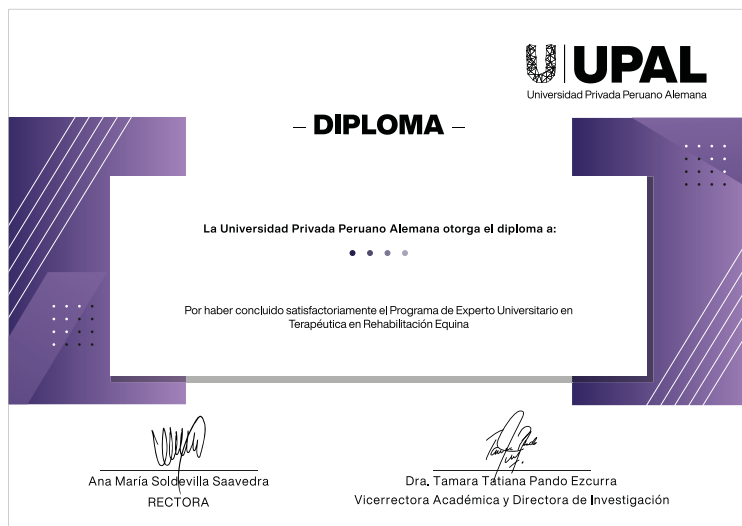 UPAL
Universidad Privada Peruano Alemana
– DIPLOMA –
La Universidad Privada Peruano Alemana otorga el diploma a:
Por haber concluido satisfactoriamente el Programa de Experto Universitario en
Terapéutica en Rehabilitación Equina
Ana María Soldevilla Saavedra
RECTORA
Dra. Tamara Tatiana Pando Ezcurra
Vicerrectora Académica y Directora de Investigación